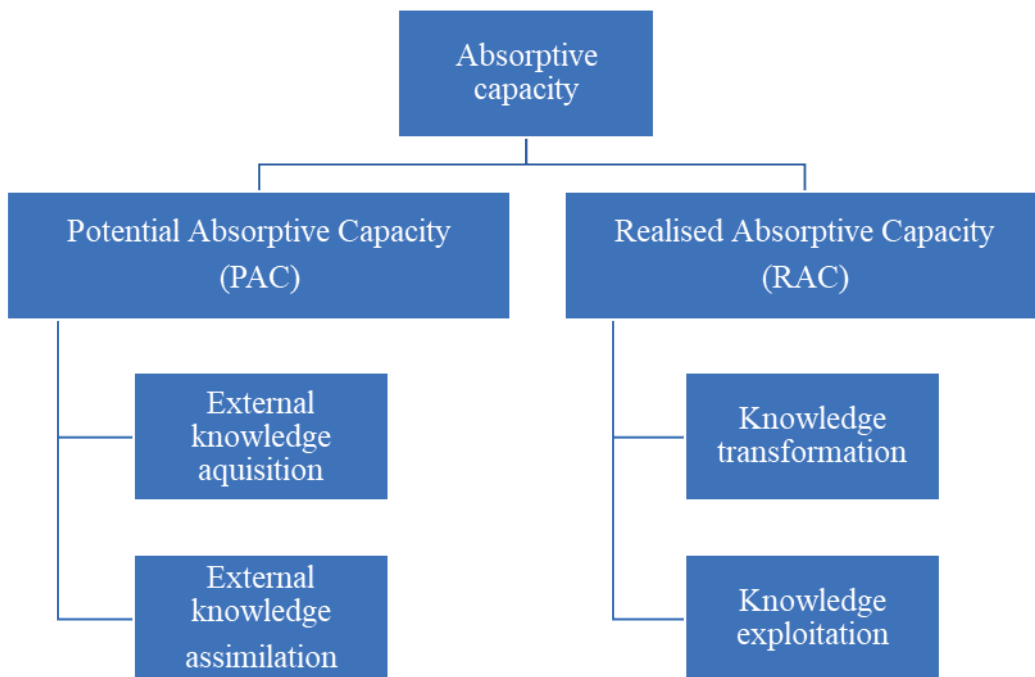 Absorptive
capacity
Potential Absorptive Capacity
(PAC)
Realised Absorptive Capacity
(RAC)
External
knowledge
aquisition
External
knowledge
assimilation
Knowledge
transformation
Knowledge
exploitation